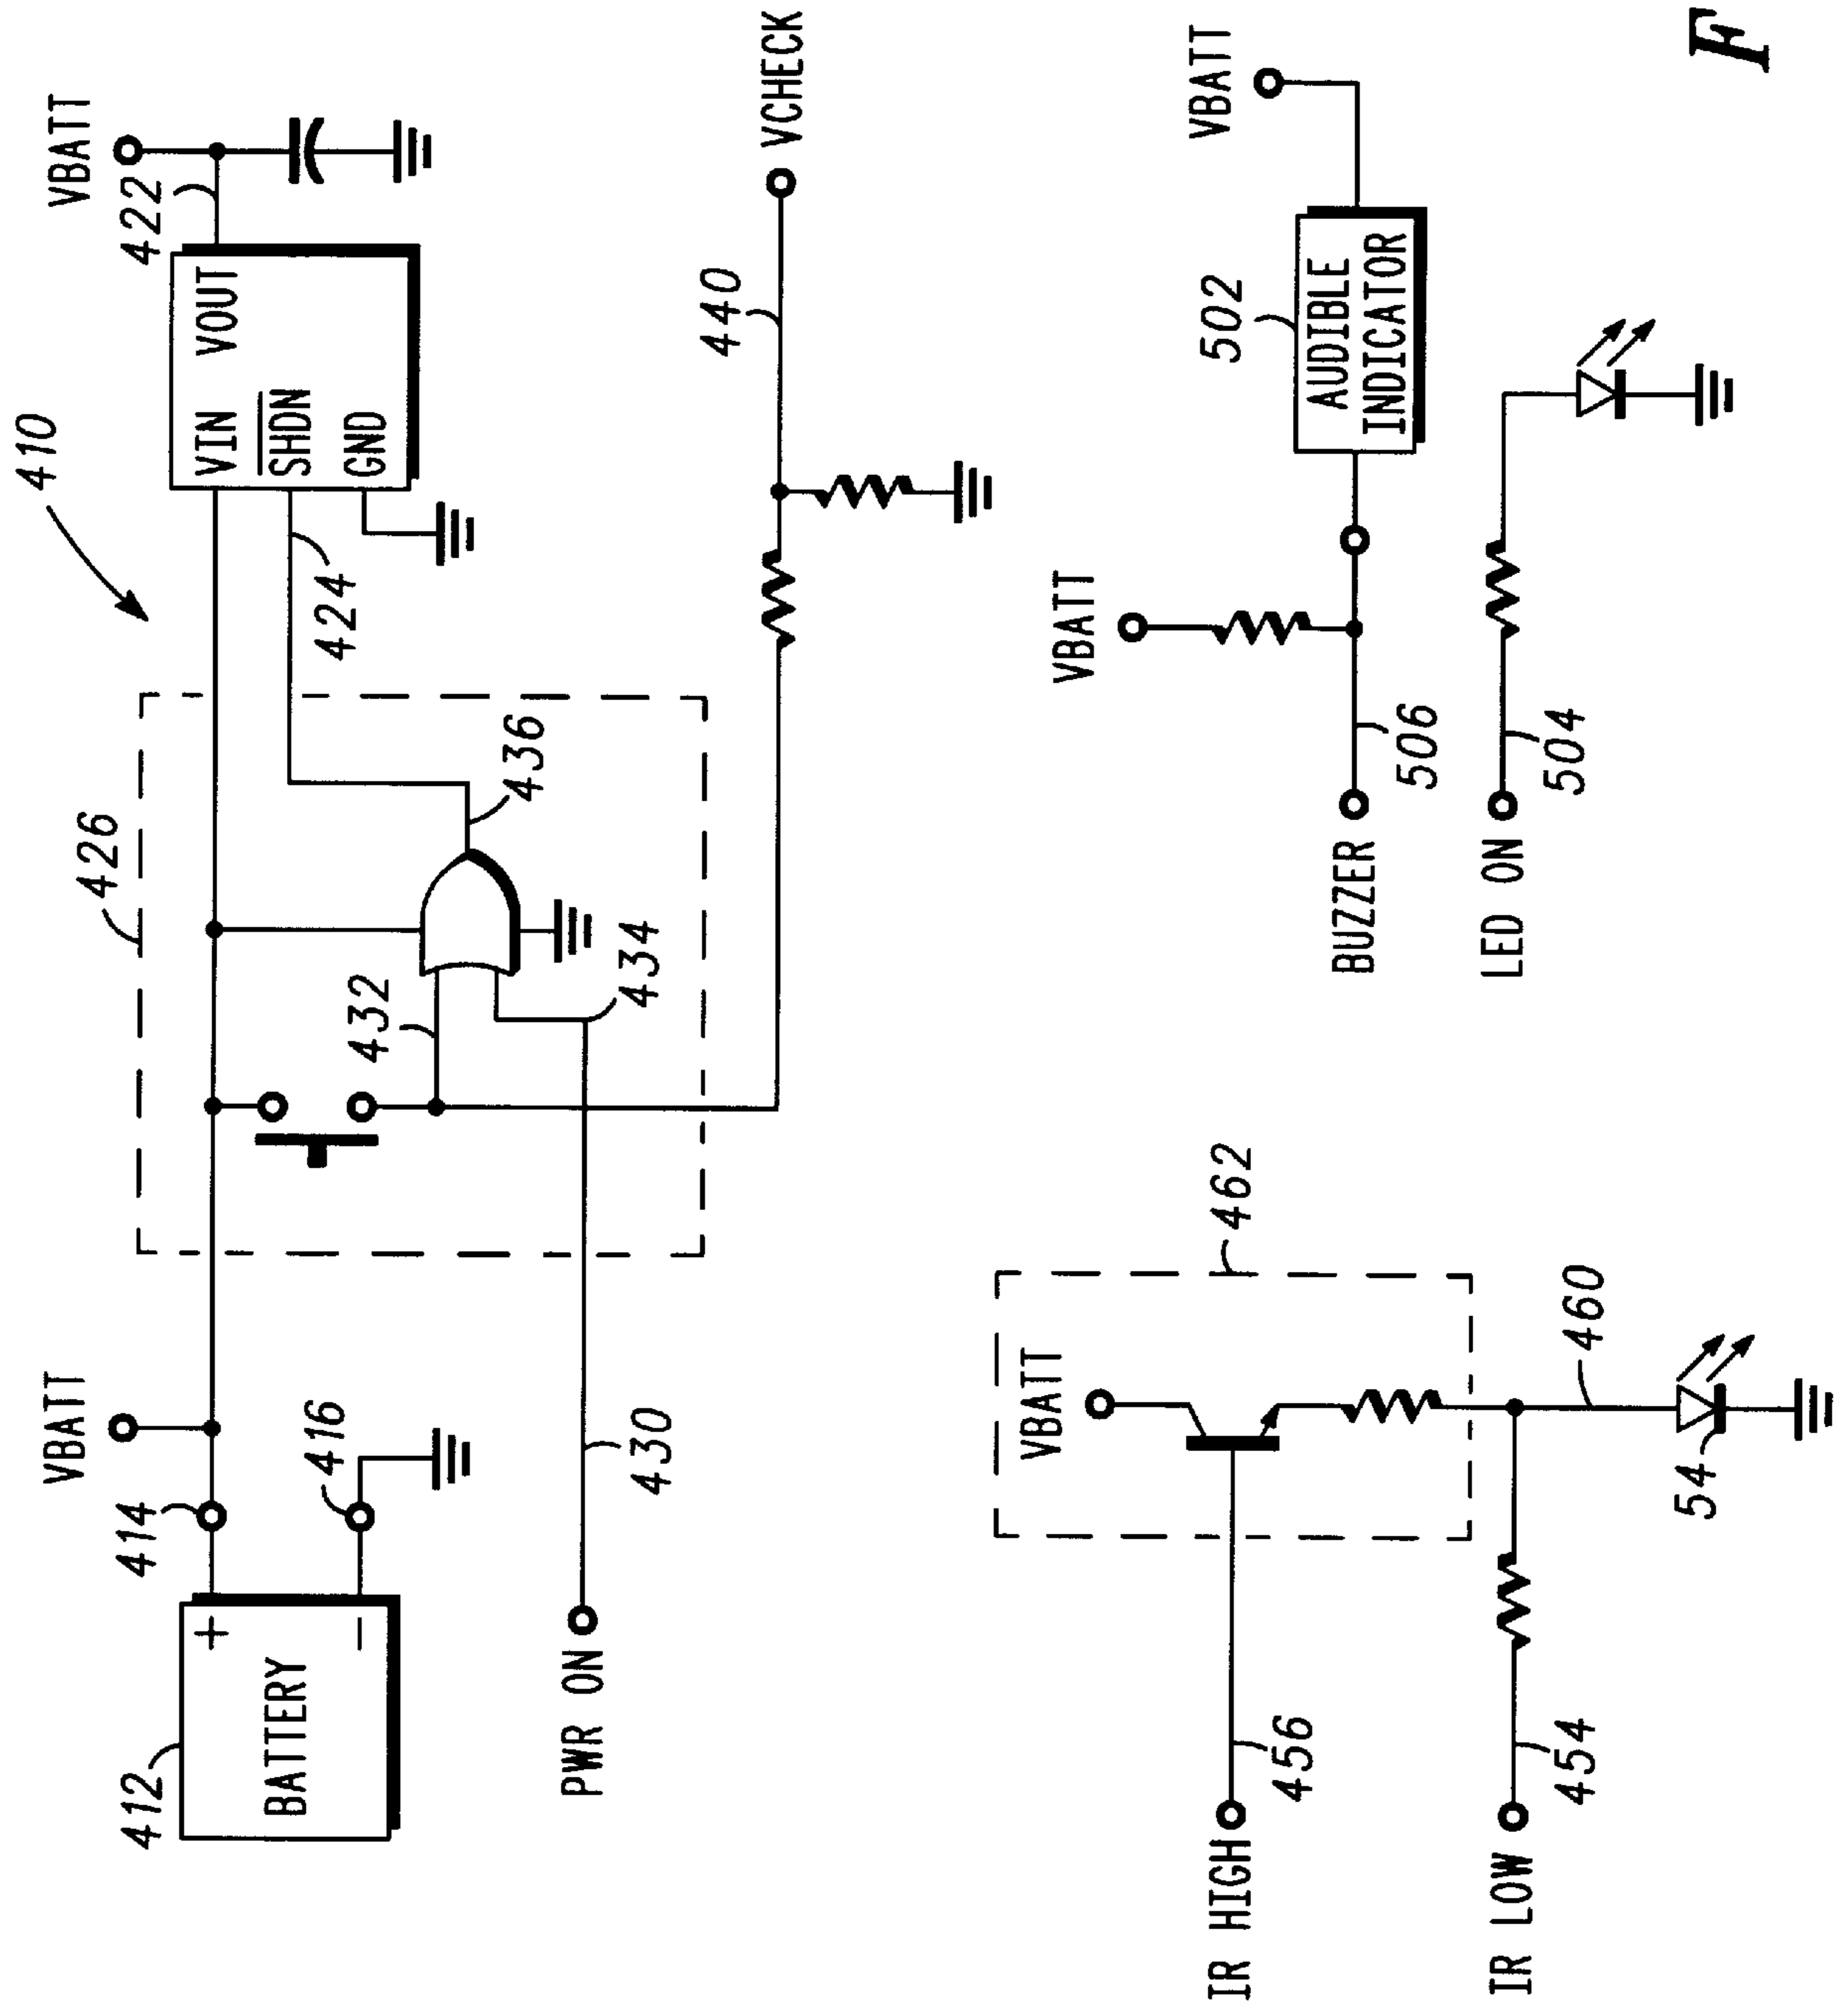 410
412
BATTERY
+
−
414
416
VBATT
426
432
434
436
424
VIN
VOUT
SHDN
GND
422
VBATT
PWR ON
430
440
VCHECK
IR HIGH
456
VBATT
462
IR LOW
454
460
54
BUZZER
506
VBATT
502
AUDIBLE
INDICATOR
VBATT
LED ON
504
F